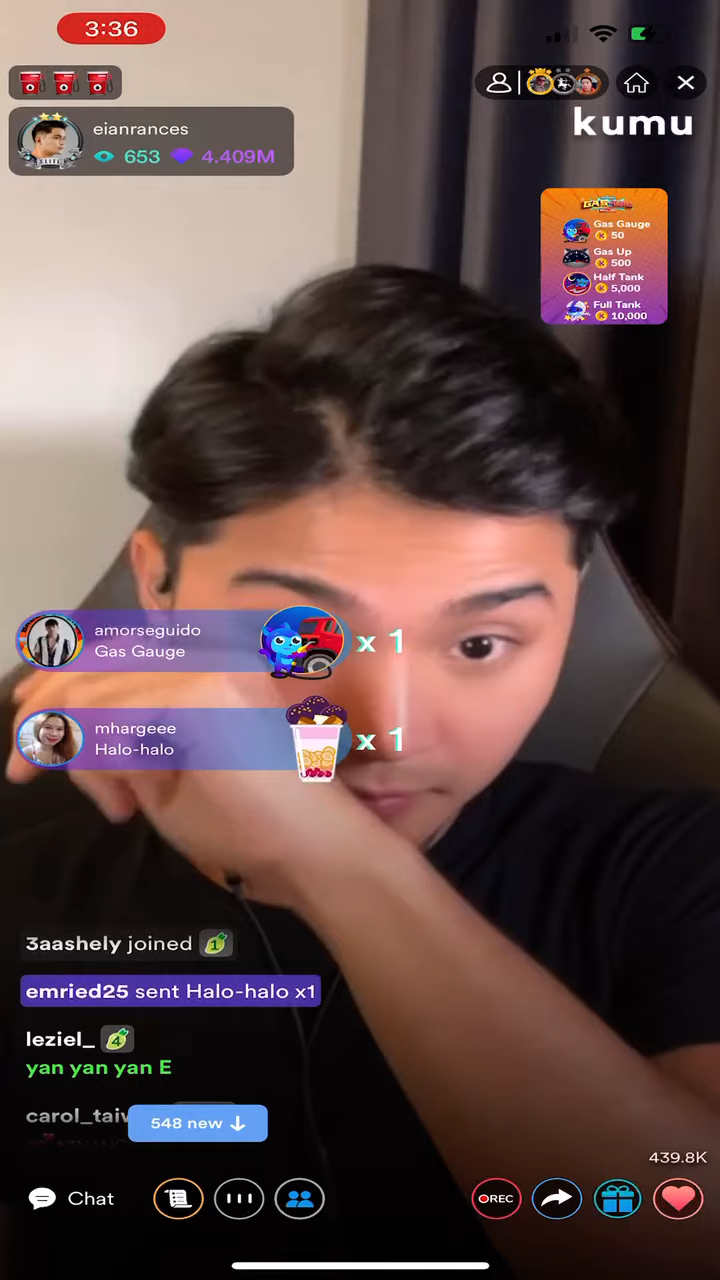 3:36
eianrances
653 4.409M
ELITE
kumu
Gas Gauge
50
Gas Up
500
Half Tank
5,000
Full Tank
10,000
amorseguido
Gas Gauge
x 1
mhargeee
Halo-halo
x 1
3aashely joined 1
emried25 sent Halo-halo x1
leziel_ 4
yan yan yan E
548 new
439.8K
Chat
REC